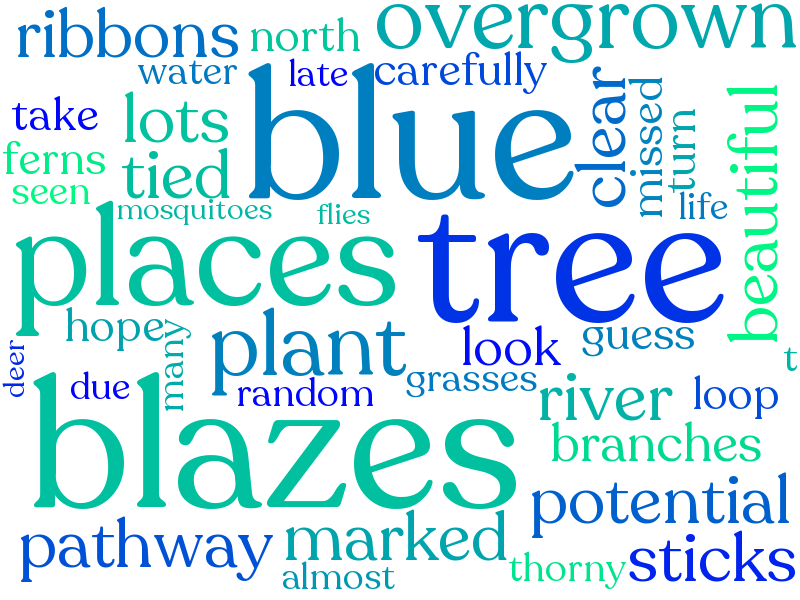 ribbons north overgrown
water late carefully
take lots blue clear missed turn beautiful
ferns tied
seen mosquitoes flies life
places tree
hope many plant look guess
deer t
due random grasses river loop
blazes branches
potential
pathway marked sticks
almost thorny